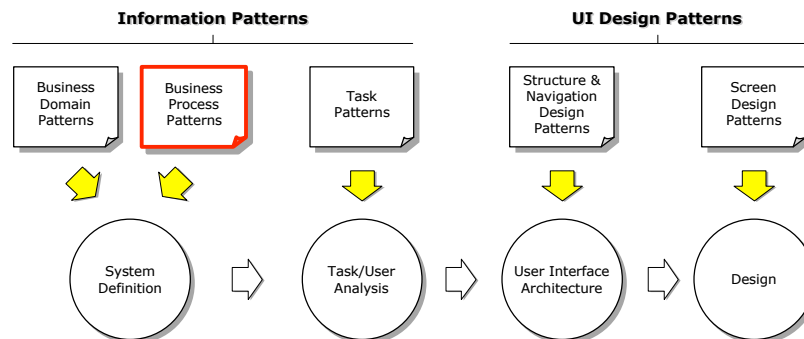 Information Patterns
UI Design Patterns
Business
Domain
Patterns
Business
Process
Patterns
Task
Patterns
Structure &
Navigation
Design
Patterns
Screen
Design
Patterns
System
Definition
Task/User
Analysis
User Interface
Architecture
Design